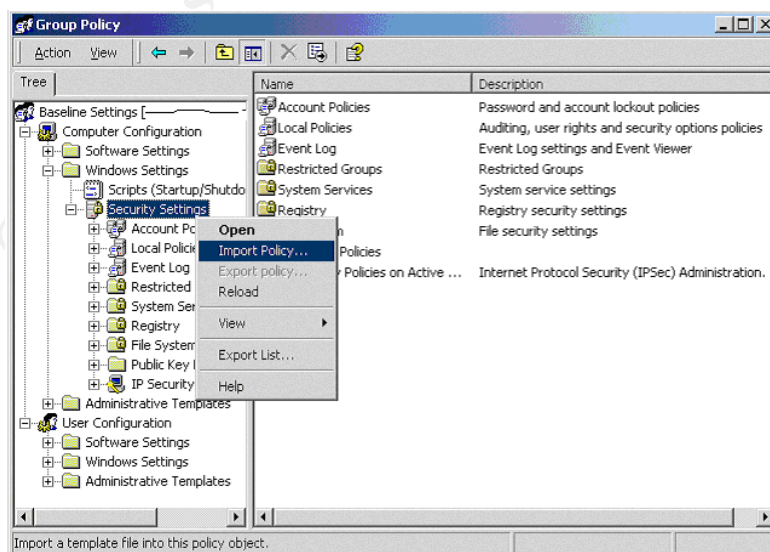 Group Policy
Action View
Tree
Name Description
Baseline Settings [
Computer Configuration
Software Settings
Windows Settings
Scripts (Startup/Shutdo
Security Settings
Account Po
Local Policie
Event Log
Restricted
System Ser
Registry
File System
Public Key
IP Security
Administrative Templates
User Configuration
Software Settings
Windows Settings
Administrative Templates
Open
Import Policy...
Export policy...
Reload
View
Export List...
Help
Account Policies Password and account lockout policies
Local Policies Auditing, user rights and security options policies
Event Log Event Log settings and Event Viewer
Restricted Groups Restricted Groups
System Services System service settings
Registry Registry security settings
File security settings
Policies
y Policies on Active ... Internet Protocol Security (IPSec) Administration.
Import a template file into this policy object.